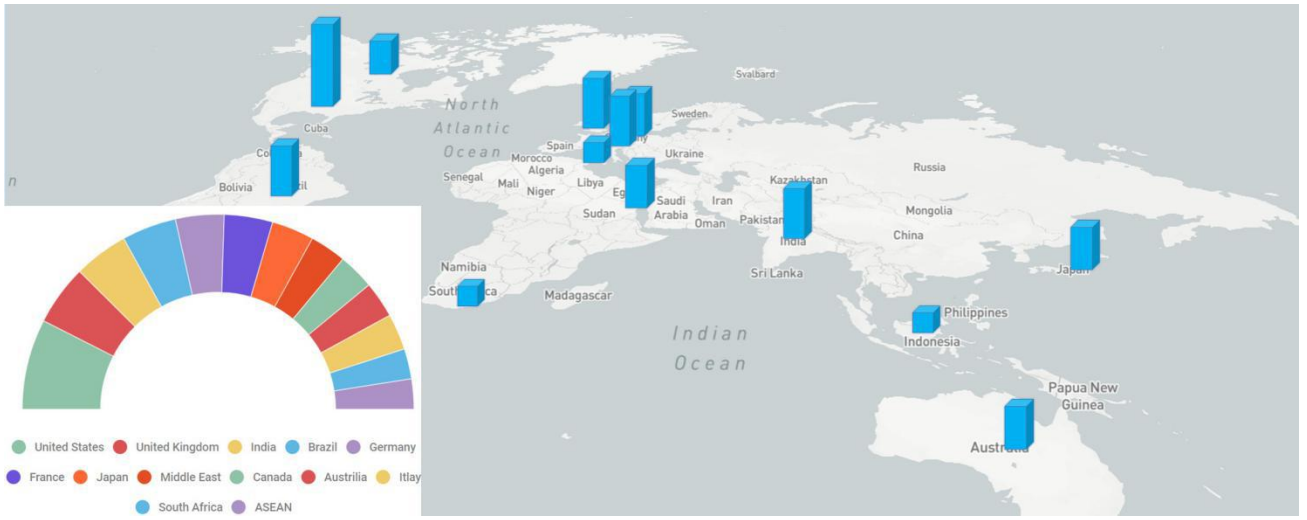 Svalbard
North
Atlantic
Ocean
Cuba
Sweden
Spain
Ukraine
Morocco
Algeria
Senegal
Mali
Niger
Libya
Saudi
Arabia
Iran
Oman
Pakistan
Kazakhstan
Russia
Mongolia
China
India
Bolivia
Sudan
n
Namibia
Sri Lanka
Japan
Madagascar
Philippines
Indonesia
Indian
Ocean
Papua New
Guinea
Australia
United States United Kingdom India Brazil Germany
France Japan Middle East Canada Austrilia Itlay
South Africa ASEAN